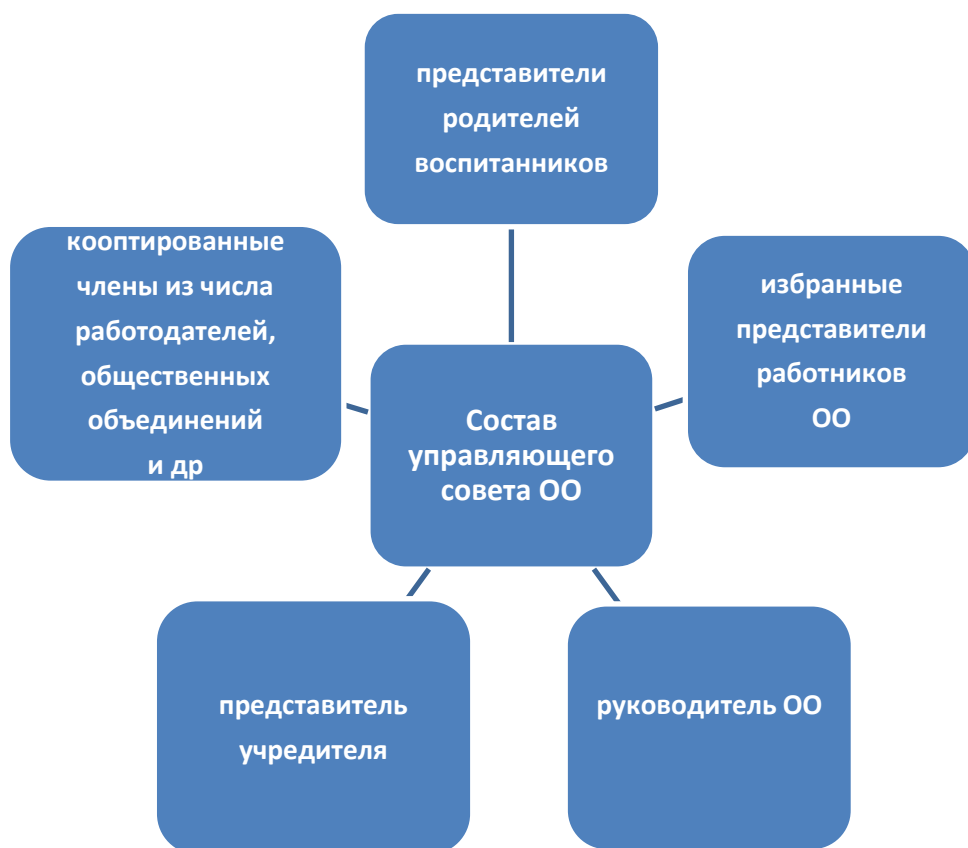 представители
родителей
воспитанников
кооптированные
члены из числа
работодателей,
общественных
объединений
и др
избранные
представители
работников
ОО
Состав
управляющего
совета ОО
представитель
учредителя
руководитель ОО